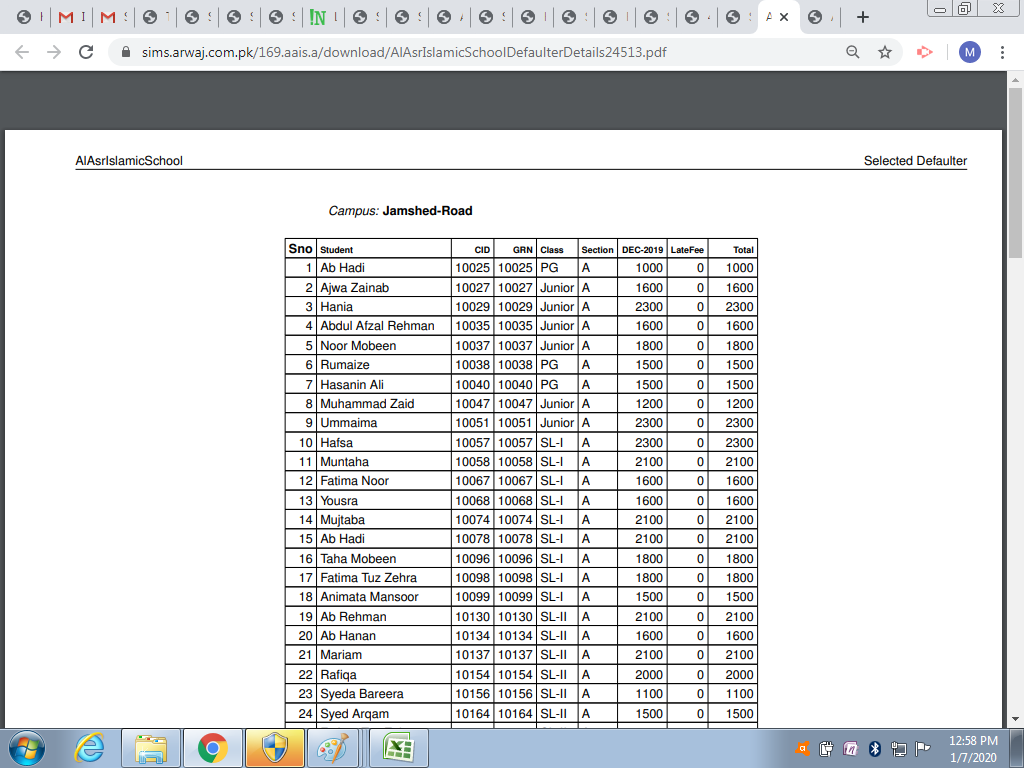 sims.arwaj.com.pk/169.aais.a/download/AlAsrIslamicSchoolDefaulterDetails24513.pdf
M
AlAsrIslamicSchool Selected Defaulter
Campus: Jamshed-Road
Sno Student CID GRN Class Section DEC-2019 LateFee Total
1 Ab Hadi 10025 10025 PG A 1000 0 1000
2 Ajwa Zainab 10027 10027 Junior A 1600 0 1600
3 Hania 10029 10029 Junior A 2300 0 2300
4 Abdul Afzal Rehman 10035 10035 Junior A 1600 0 1600
5 Noor Mobeen 10037 10037 Junior A 1800 0 1800
6 Rumaize 10038 10038 PG A 1500 0 1500
7 Hasanin Ali 10040 10040 PG A 1500 0 1500
8 Muhammad Zaid 10047 10047 Junior A 1200 0 1200
9 Ummaima 10051 10051 Junior A 2300 0 2300
10 Hafsa 10057 10057 SL-I A 2300 0 2300
11 Muntaha 10058 10058 SL-I A 2100 0 2100
12 Fatima Noor 10067 10067 SL-I A 1600 0 1600
13 Yousra 10068 10068 SL-I A 1600 0 1600
14 Mujtaba 10074 10074 SL-I A 2100 0 2100
15 Ab Hadi 10078 10078 SL-I A 2100 0 2100
16 Taha Mobeen 10096 10096 SL-I A 1800 0 1800
17 Fatima Tuz Zehra 10098 10098 SL-I A 1800 0 1800
18 Animata Mansoor 10099 10099 SL-I A 1500 0 1500
19 Ab Rehman 10130 10130 SL-II A 2100 0 2100
20 Ab Hanan 10134 10134 SL-II A 1600 0 1600
21 Mariam 10137 10137 SL-II A 2100 0 2100
22 Rafiqa 10154 10154 SL-II A 2000 0 2000
23 Syeda Bareera 10156 10156 SL-II A 1100 0 1100
24 Syed Arqam 10164 10164 SL-II A 1500 0 1500
12:58 PM
1/7/2020